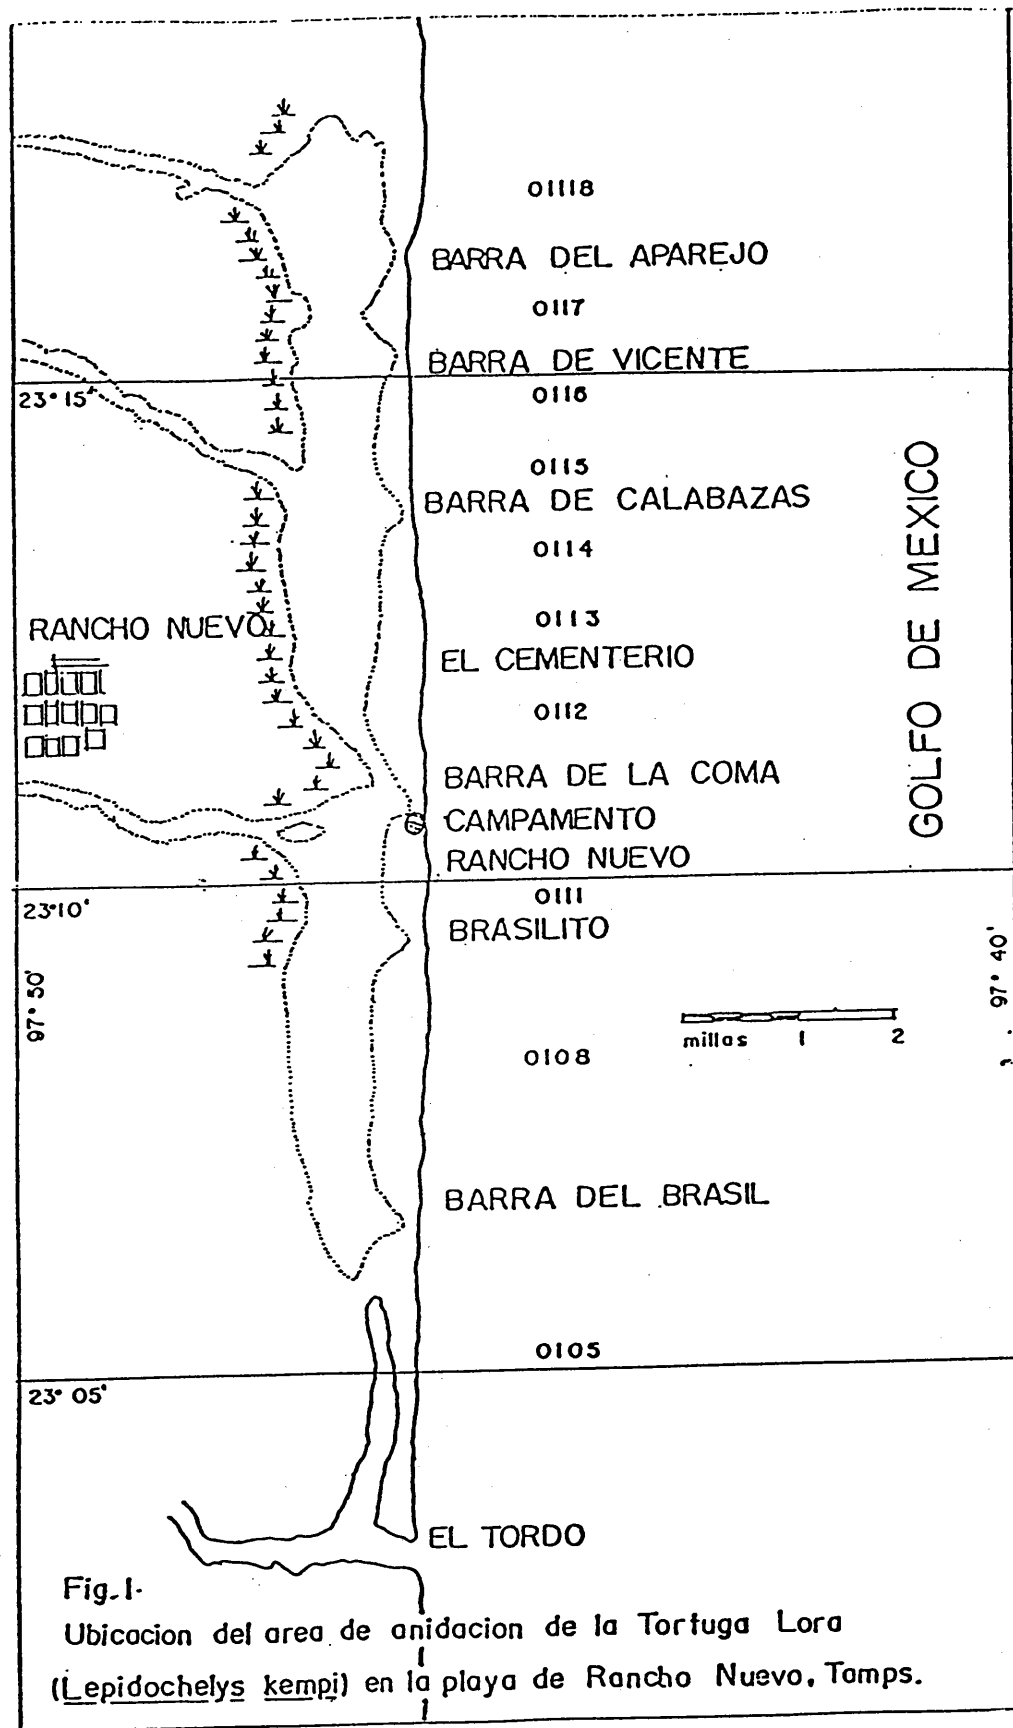 01118
BARRA DEL APAREJO
0117
BARRA DE VICENTE
23° 15'
0116
0115
BARRA DE CALABAZAS
0114
0113
RANCHO NUEVO
EL CEMENTERIO
0112
BARRA DE LA COMA
CAMPAMENTO
RANCHO NUEVO
GOLFO DE MEXICO
23° 10'
0111
BRASILITO
97° 50'
97° 40'
millas 1 2
0108
BARRA DEL BRASIL
0105
23° 05'
EL TORDO
Fig. 1.
Ubicacion del area de anidacion de la Tortuga Lora
(Lepidochelys kempi) en la playa de Rancho Nuevo, Tamps.